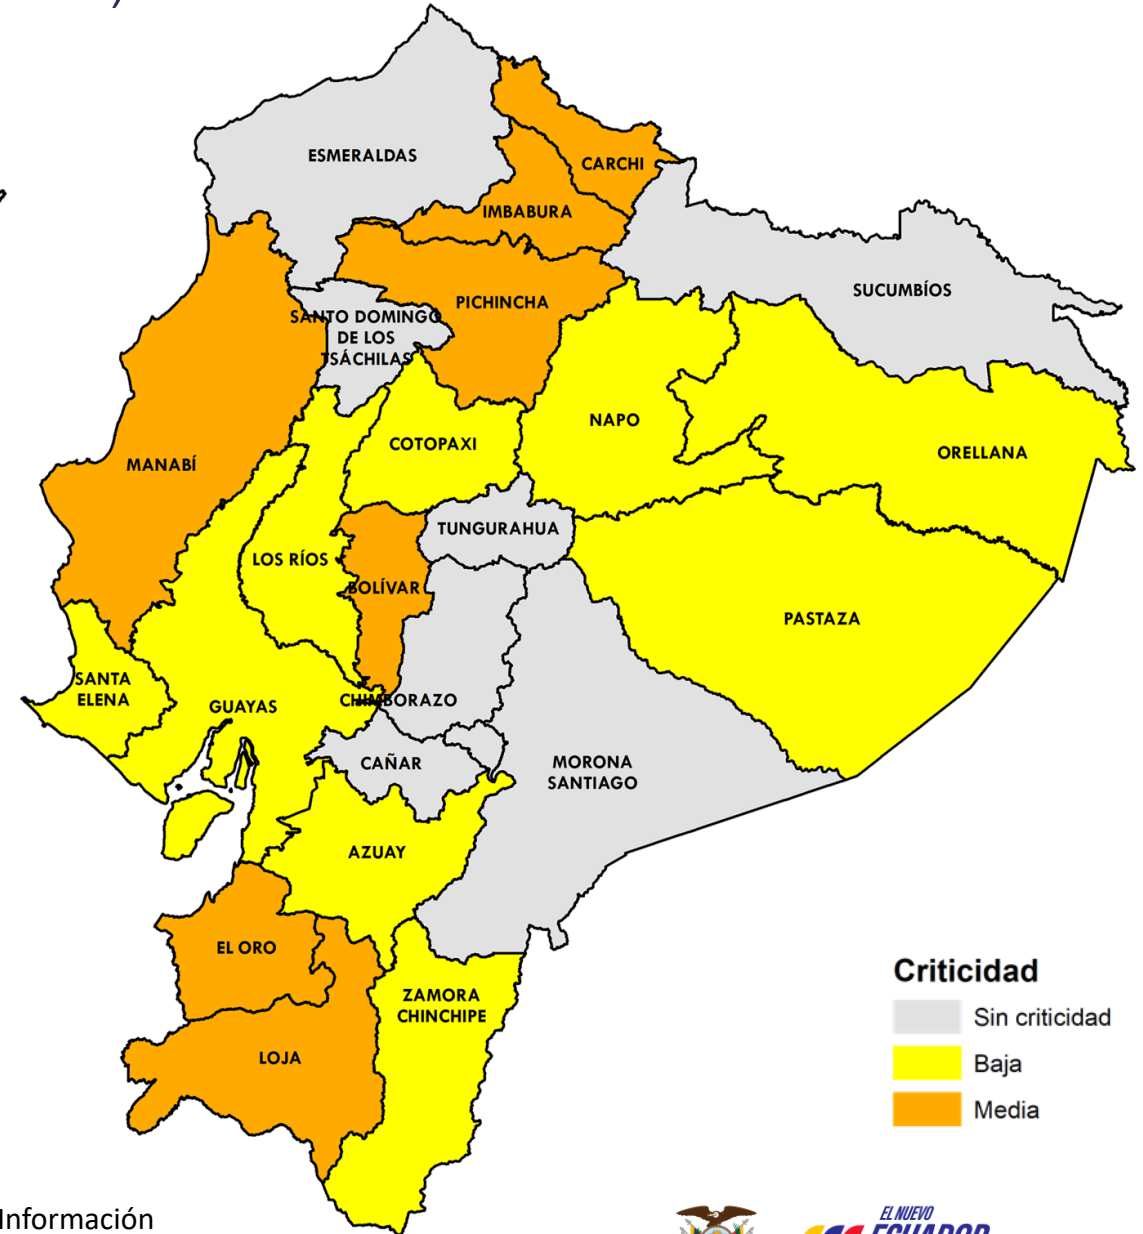 ESMERALDAS
CARCHI
IMBABURA
SUCUMBÍOS
PICHINCHA
SANTO DOMINGO
DE LOS
TSÁCHILAS
NAPO
COTOPAXI
ORELLANA
MANABÍ
TUNGURAHUA
LOS RÍOS
BOLÍVAR
PASTAZA
SANTA
ELENA
CHIMBORAZO
GUAYAS
CAÑAR
MORONA
SANTIAGO
AZUAY
EL ORO
ZAMORA
CHINCHIPE
LOJA
Criticidad
Sin criticidad
Baja
Media
Información
EL NUEVO
ECUADOR